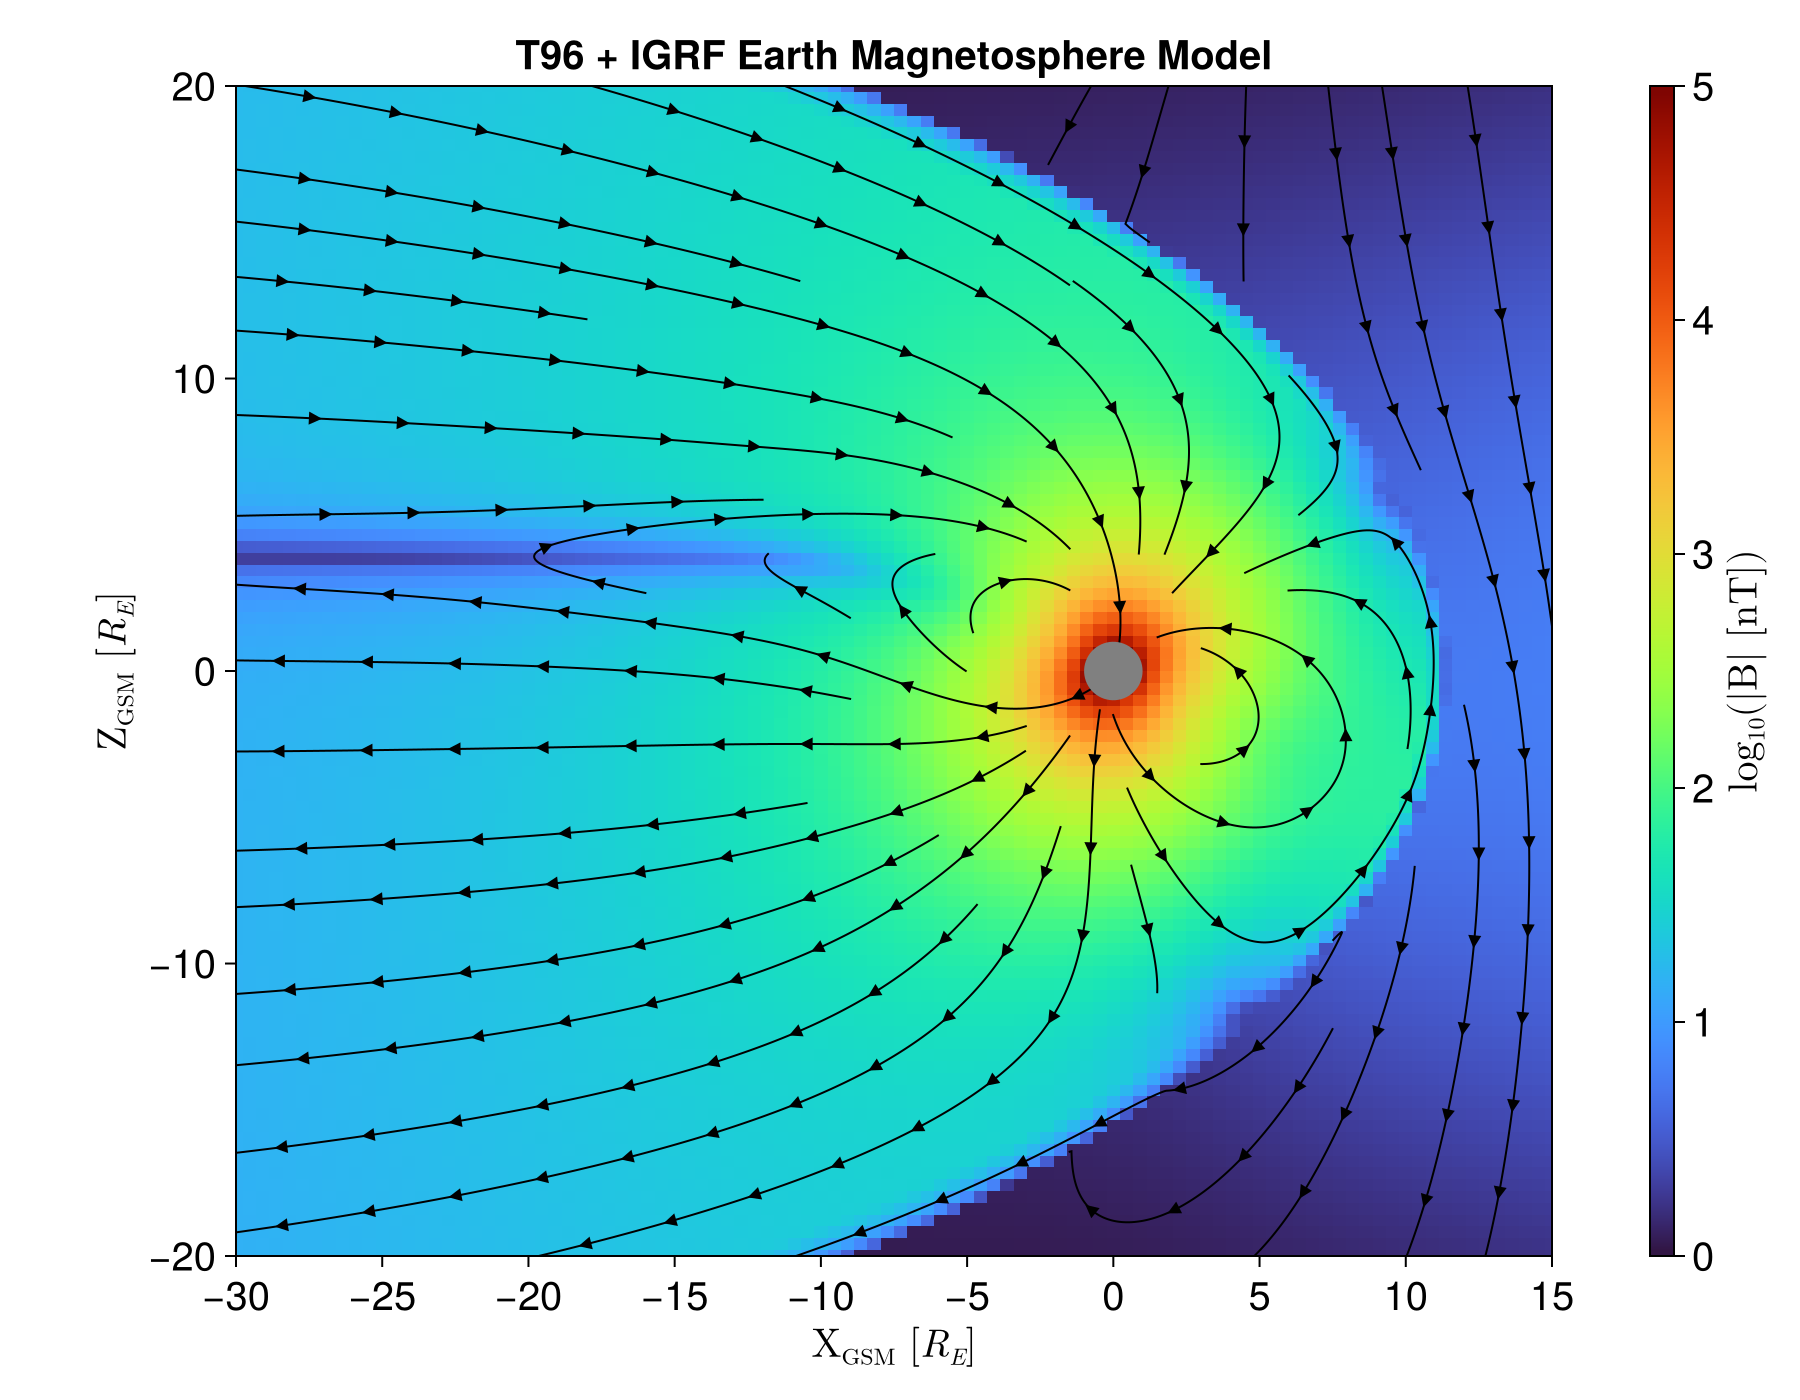 T96 + IGRF Earth Magnetosphere Model
20
10
0
−10
−20
Z_GSM [R_E]
−30 −25 −20 −15 −10 −5 0 5 10 15
X_GSM [R_E]
5
4
3
2
1
0
log₁₀(|B| [nT])